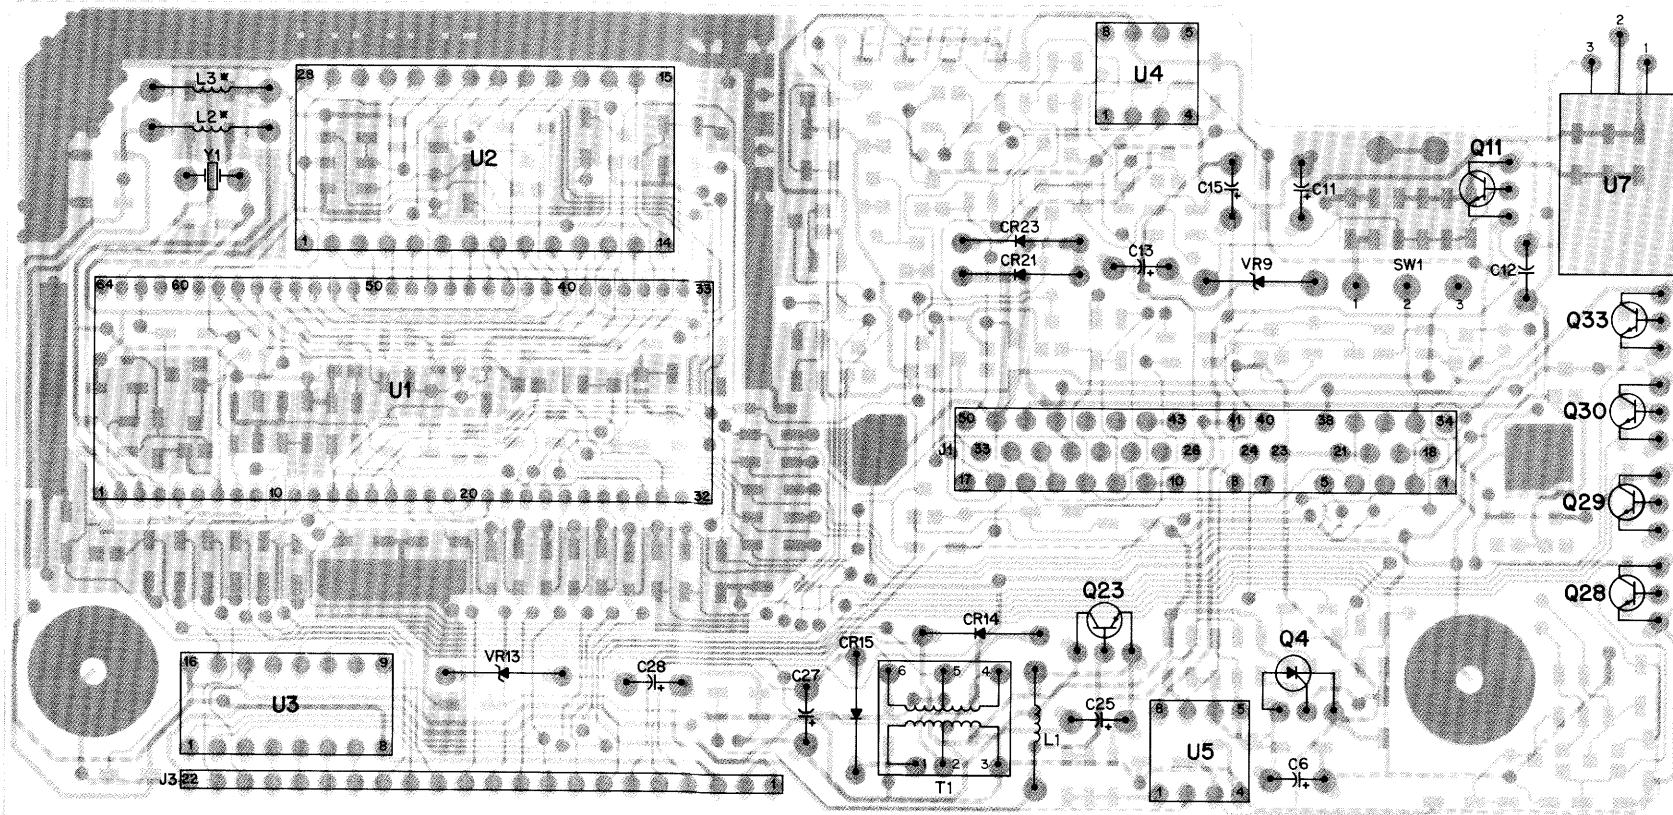 L3*
L2*
Y1
28 15
U2
1 14
64 60 50 40 33
U1
1 10 20 32
8 5
U4
1 4
2
3 1
U7
Q11
C15
C11
CR23
CR21
C13
VR9
SW1
1 2 3
C12
Q33
Q30
Q29
Q28
50 43 41 40 38 34
J1 33 26 24 23 21 18
17 10 8 7 5 1
Q23
CR14
CR15
VR13
C28
C27
6 5 4
1 2 3
T1
L1
C25
Q4
8 5
U5
1 4
C6
16 9
U3
1 8
J3 22 1